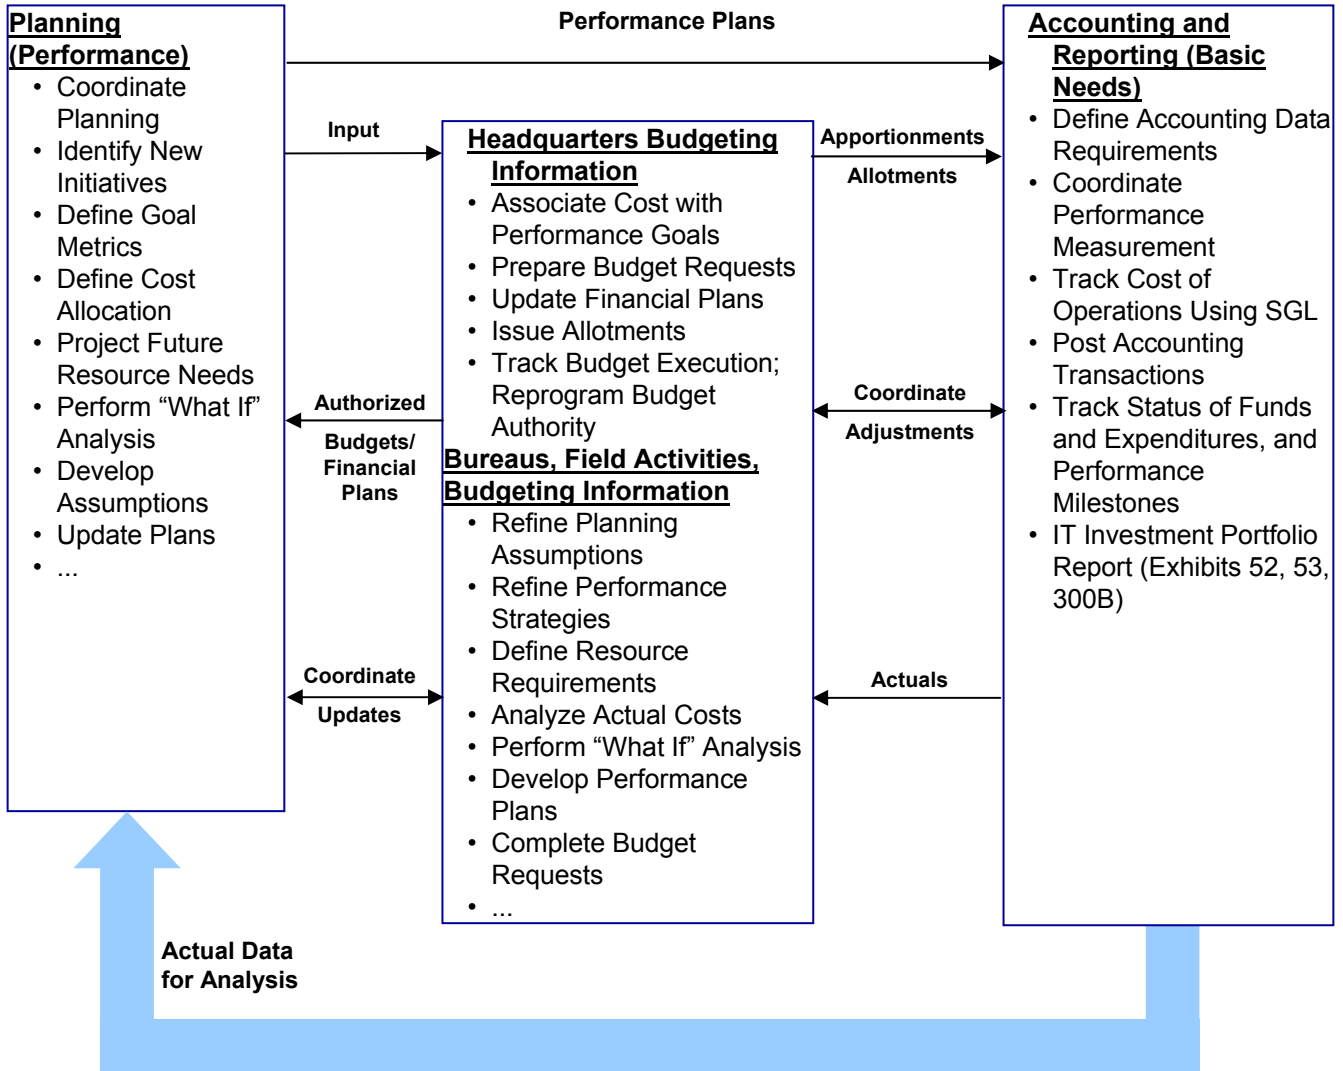 Planning
(Performance)
• Coordinate
Planning
• Identify New
Initiatives
• Define Goal
Metrics
• Define Cost
Allocation
• Project Future
Resource Needs
• Perform “What If”
Analysis
• Develop
Assumptions
• Update Plans
• ...
Performance Plans
Input
Authorized
Budgets/
Financial
Plans
Coordinate
Updates
Headquarters Budgeting
Information
• Associate Cost with
Performance Goals
• Prepare Budget Requests
• Update Financial Plans
• Issue Allotments
• Track Budget Execution;
Reprogram Budget
Authority
Bureaus, Field Activities,
Budgeting Information
• Refine Planning
Assumptions
• Refine Performance
Strategies
• Define Resource
Requirements
• Analyze Actual Costs
• Perform “What If” Analysis
• Develop Performance
Plans
• Complete Budget
Requests
• ...
Apportionments
Allotments
Coordinate
Adjustments
Actuals
Accounting and
Reporting (Basic
Needs)
• Define Accounting Data
Requirements
• Coordinate
Performance
Measurement
• Track Cost of
Operations Using SGL
• Post Accounting
Transactions
• Track Status of Funds
and Expenditures, and
Performance
Milestones
• IT Investment Portfolio
Report (Exhibits 52, 53,
300B)
Actual Data
for Analysis